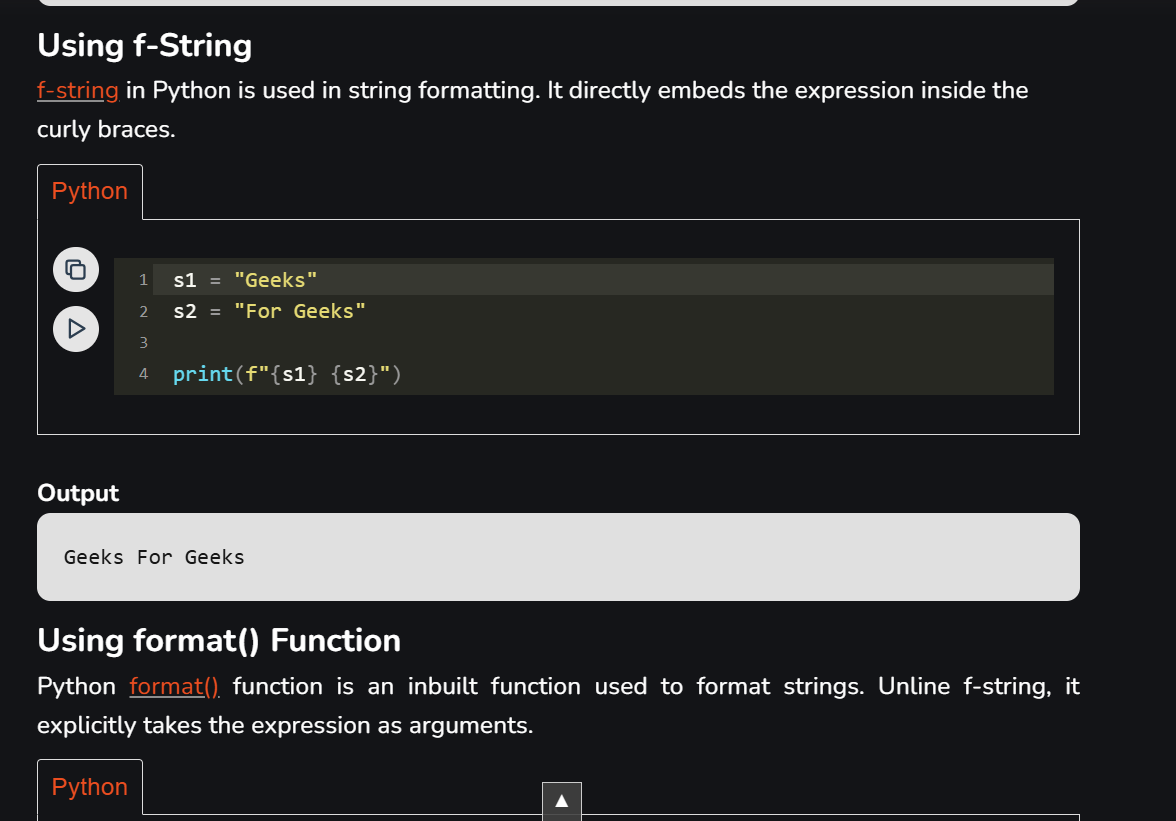 Using f-String
f-string in Python is used in string formatting. It directly embeds the expression inside the
curly braces.
Python
1 s1 = "Geeks"
2 s2 = "For Geeks"
3
4 print(f"{s1} {s2}")
Output
Geeks For Geeks
Using format() Function
Python format() function is an inbuilt function used to format strings. Unline f-string, it
explicitly takes the expression as arguments.
Python